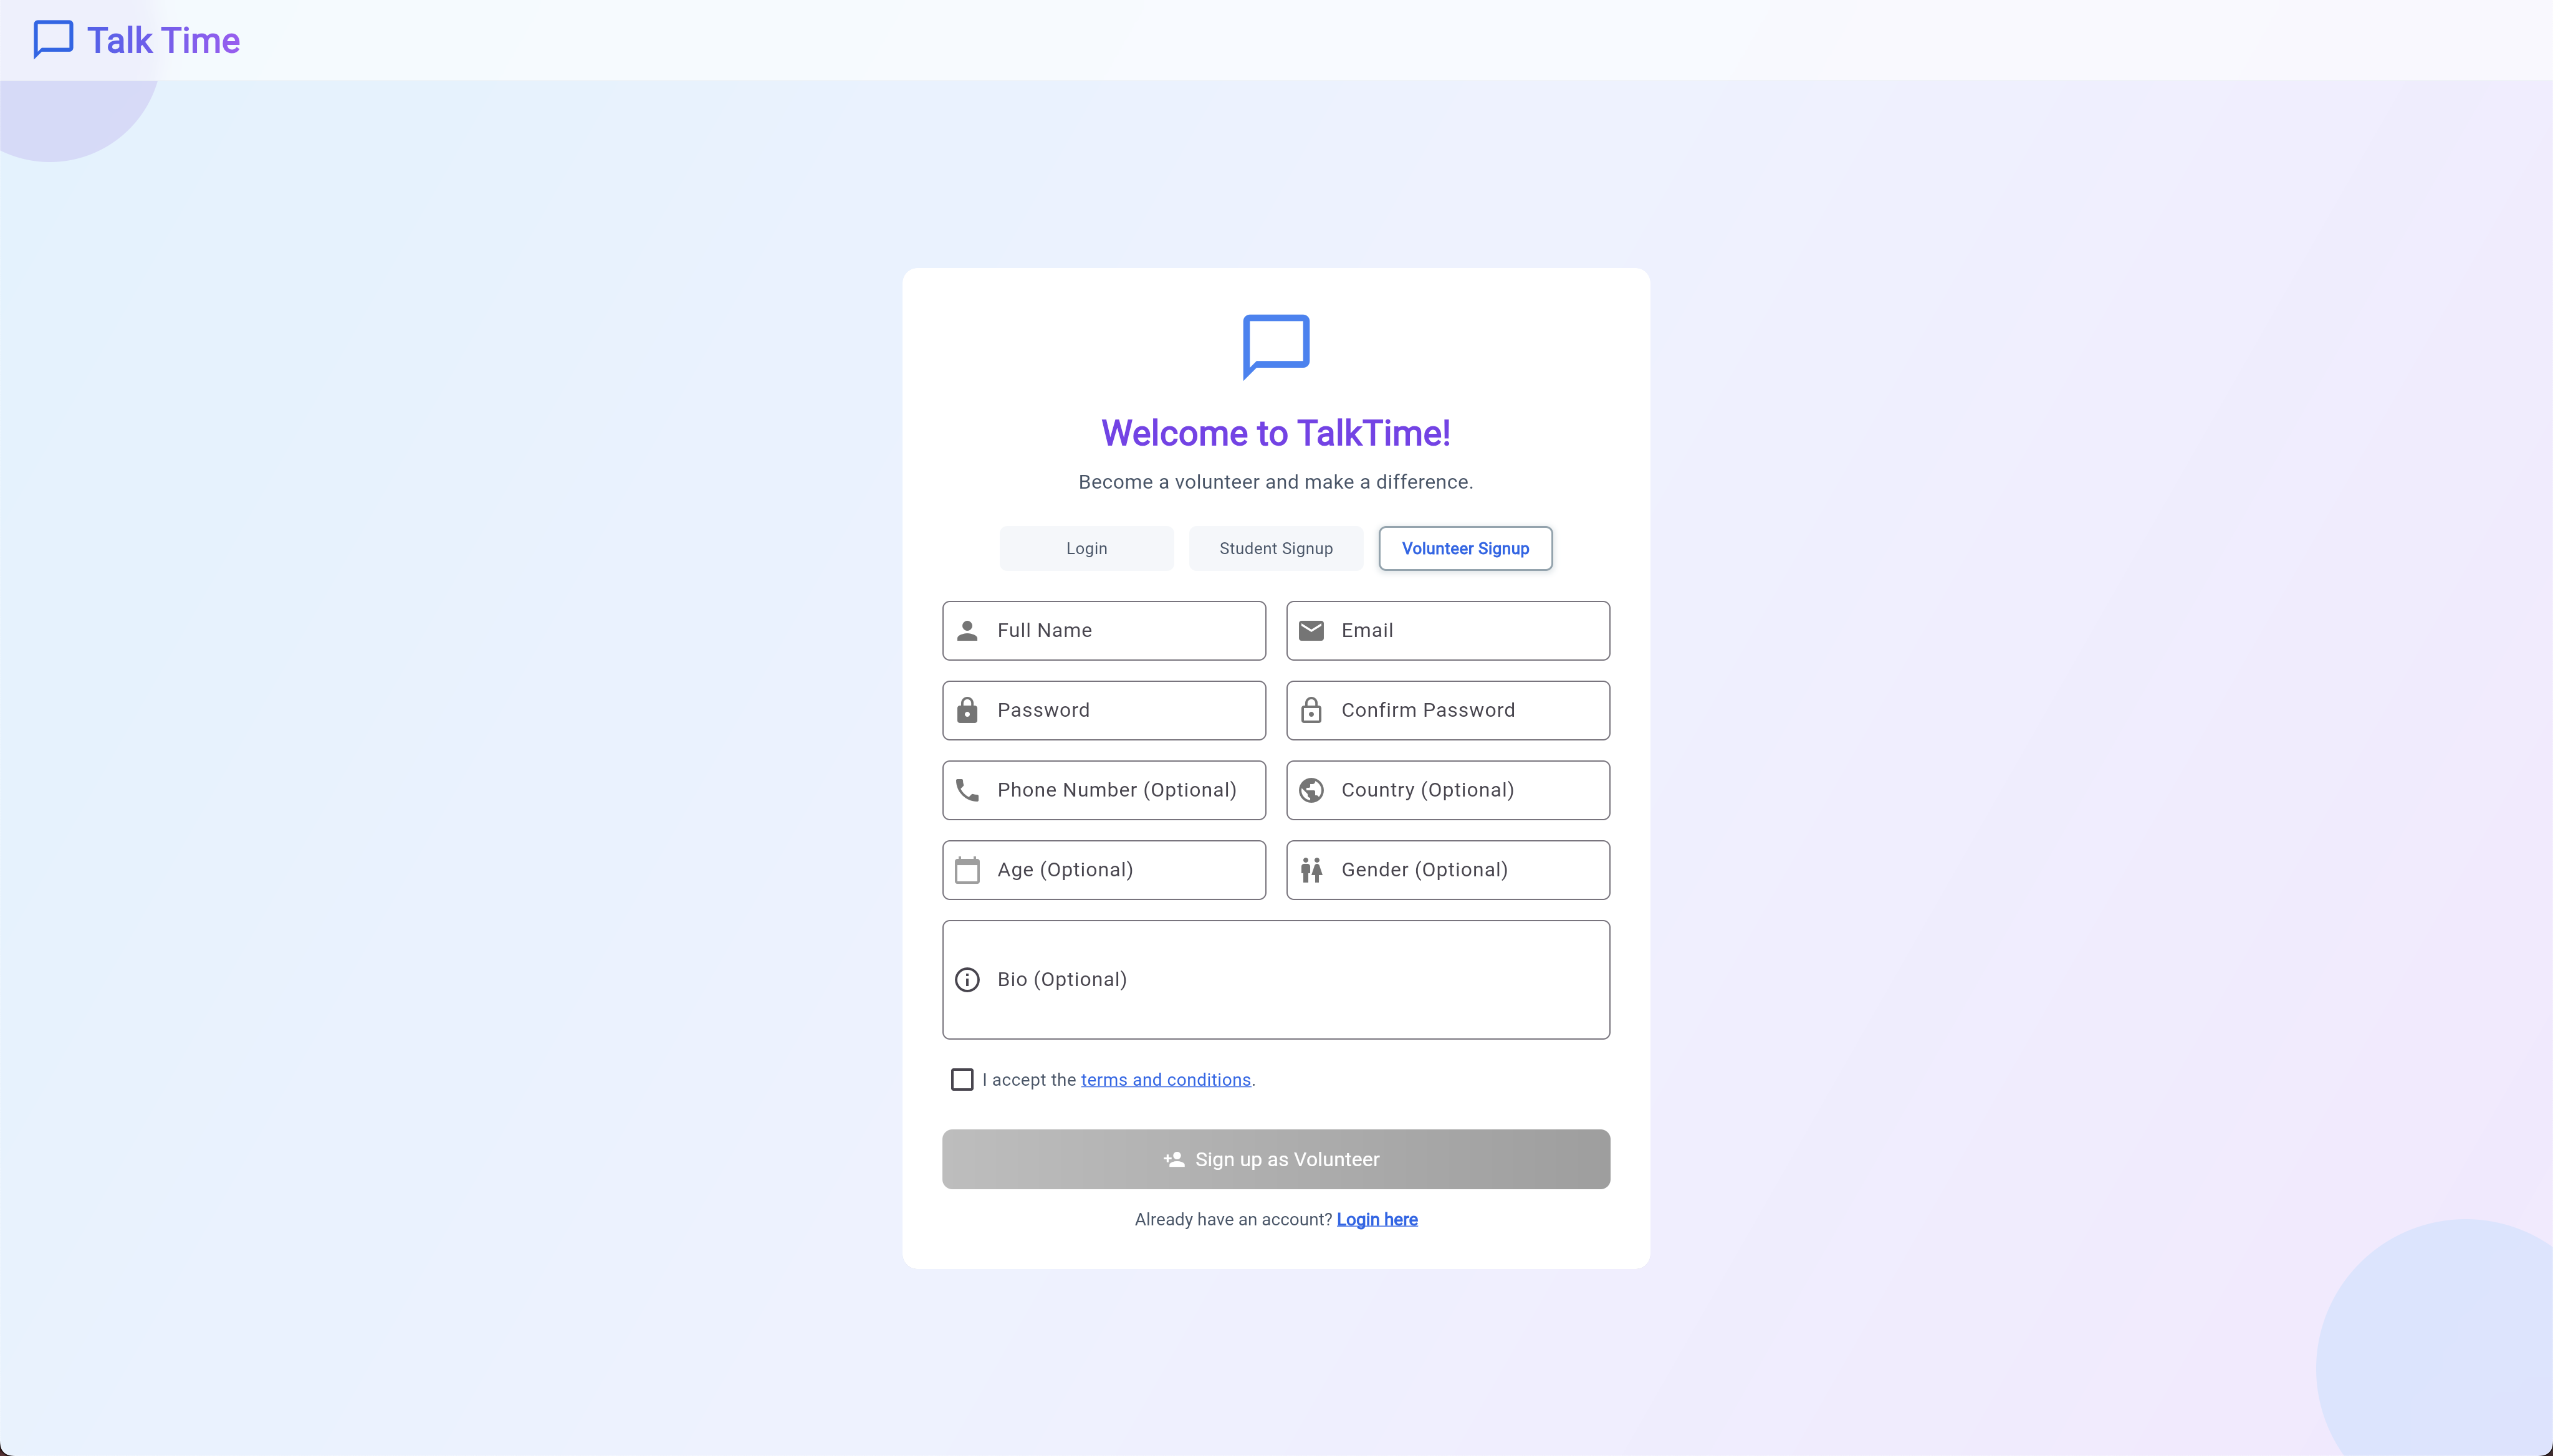 Talk Time
Welcome to TalkTime!
Become a volunteer and make a difference.
Login
Student Signup
Volunteer Signup
Full Name
Email
Password
Confirm Password
Phone Number (Optional)
Country (Optional)
Age (Optional)
Gender (Optional)
Bio (Optional)
I accept the terms and conditions.
Sign up as Volunteer
Already have an account? Login here